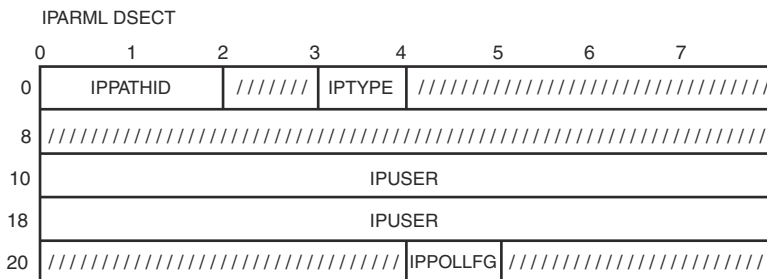 IPARML DSECT
0 1 2 3 4 5 6 7
0 IPPATHID /////// IPTYPE ///////////////////////////////
8 /////////////////////////////////////////////////////////////////
10 IPUSER
18 IPUSER
20 //////////////////////////////// IPPOLLFG ///////////////////////